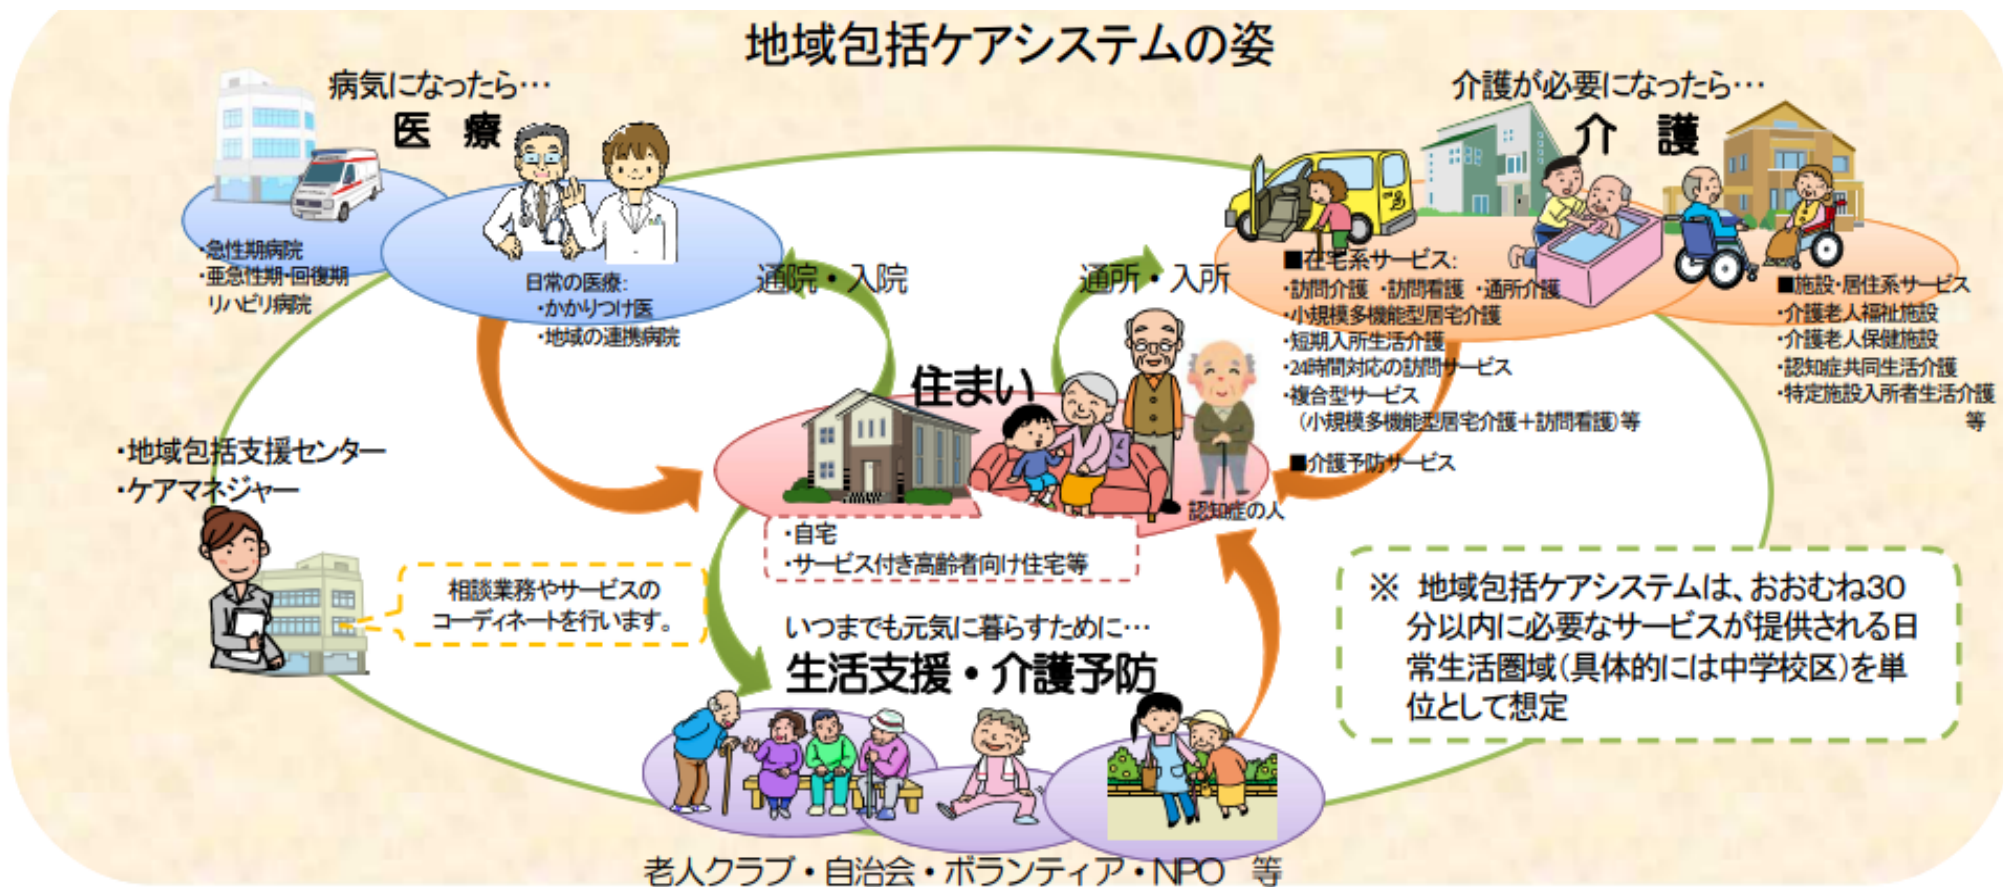 地域包括ケアシステムの姿
病気になったら…
医 療
・急性期病院
・亜急性期・回復期
リハビリ病院
日常の医療:
・かかりつけ医
・地域の連携病院
通院・入院
通所・入所
介護が必要になったら…
介 護
■在宅系サービス:
・訪問介護 ・訪問看護 ・通所介護
・小規模多機能型居宅介護
・短期入所生活介護
・24時間対応の訪問サービス
・複合型サービス
（小規模多機能型居宅介護＋訪問看護）等
■介護予防サービス
■施設・居住系サービス
・介護老人福祉施設
・介護老人保健施設
・認知症共同生活介護
・特定施設入所者生活介護
等
住まい
認知症の人
・自宅
・サービス付き高齢者向け住宅等
・地域包括支援センター
・ケアマネジャー
相談業務やサービスの
コーディネートを行います。
いつまでも元気に暮らすために…
生活支援・介護予防
老人クラブ・自治会・ボランティア・NPO 等
※ 地域包括ケアシステムは、おおむね30
分以内に必要なサービスが提供される日
常生活圏域（具体的には中学校区）を単
位として想定